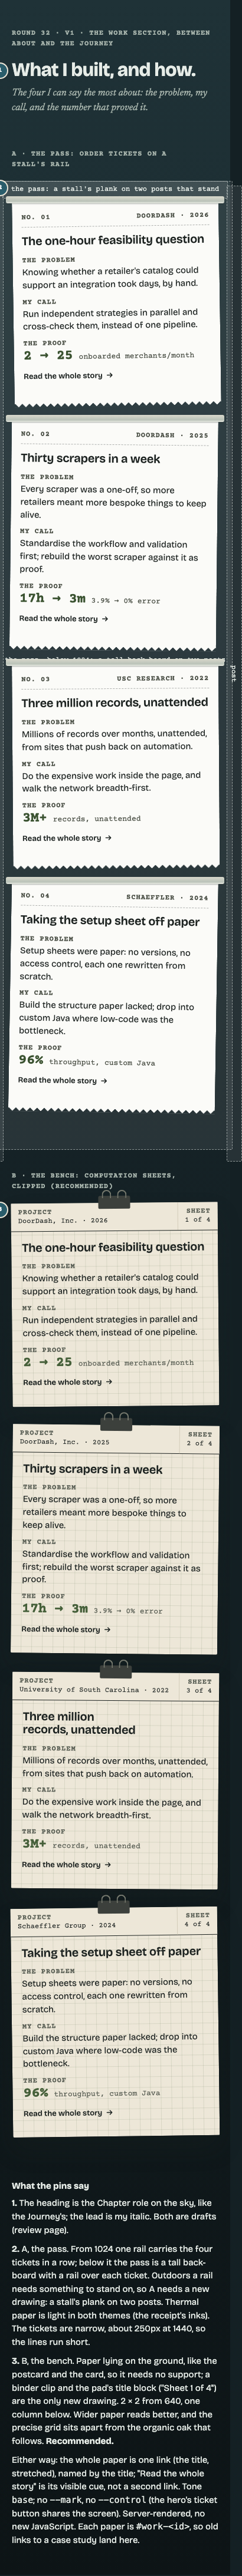 ROUND 32 · V1 · THE WORK SECTION, BETWEEN
ABOUT AND THE JOURNEY
What I built, and how.
The four I can say the most about: the problem, my
call, and the number that proved it.
A · THE PASS: ORDER TICKETS ON A
STALL'S RAIL
the pass: a stall's plank on two posts that stand
NO. 01
DOORDASH · 2026
The one-hour feasibility question
THE PROBLEM
Knowing whether a retailer's catalog could
support an integration took days, by hand.
MY CALL
Run independent strategies in parallel and
cross-check them, instead of one pipeline.
THE PROOF
2 → 25 onboarded merchants/month
Read the whole story →
NO. 02
DOORDASH · 2025
Thirty scrapers in a week
THE PROBLEM
Every scraper was a one-off, so more
retailers meant more bespoke things to keep
alive.
MY CALL
Standardise the workflow and validation
first; rebuild the worst scraper against it as
proof.
THE PROOF
17h → 3m 3.9% → 0% error
Read the whole story →
post
NO. 03
USC RESEARCH · 2022
Three million records, unattended
THE PROBLEM
Millions of records over months, unattended,
from sites that push back on automation.
MY CALL
Do the expensive work inside the page, and
walk the network breadth-first.
THE PROOF
3M+ records, unattended
Read the whole story →
NO. 04
SCHAEFFLER · 2024
Taking the setup sheet off paper
THE PROBLEM
Setup sheets were paper: no versions, no
access control, each one rewritten from
scratch.
MY CALL
Build the structure paper lacked; drop into
custom Java where low-code was the
bottleneck.
THE PROOF
96% throughput, custom Java
Read the whole story →
B · THE BENCH: COMPUTATION SHEETS,
CLIPPED (RECOMMENDED)
PROJECT
DoorDash, Inc. · 2026
SHEET
1 of 4
The one-hour feasibility question
THE PROBLEM
Knowing whether a retailer's catalog could
support an integration took days, by hand.
MY CALL
Run independent strategies in parallel and
cross-check them, instead of one pipeline.
THE PROOF
2 → 25 onboarded merchants/month
Read the whole story →
PROJECT
DoorDash, Inc. · 2025
SHEET
2 of 4
Thirty scrapers in a week
THE PROBLEM
Every scraper was a one-off, so more
retailers meant more bespoke things to
keep alive.
MY CALL
Standardise the workflow and validation
first; rebuild the worst scraper against it as
proof.
THE PROOF
17h → 3m 3.9% → 0% error
Read the whole story →
PROJECT
University of South Carolina · 2022
SHEET
3 of 4
Three million
records, unattended
THE PROBLEM
Millions of records over months, unattended,
from sites that push back on automation.
MY CALL
Do the expensive work inside the page, and
walk the network breadth-first.
THE PROOF
3M+ records, unattended
Read the whole story →
PROJECT
Schaeffler Group · 2024
SHEET
4 of 4
Taking the setup sheet off paper
THE PROBLEM
Setup sheets were paper: no versions, no
access control, each one rewritten from
scratch.
MY CALL
Build the structure paper lacked; drop into
custom Java where low-code was the
bottleneck.
THE PROOF
96% throughput, custom Java
Read the whole story →
What the pins say
1. The heading is the Chapter role on the sky, like
the Journey's; the lead is my italic. Both are drafts
(review page).
2. A, the pass. From 1024 one rail carries the four
tickets in a row; below it the pass is a tall back-
board with a rail over each ticket. Outdoors a rail
needs something to stand on, so A needs a new
drawing: a stall's plank on two posts. Thermal
paper is light in both themes (the receipt's inks).
The tickets are narrow, about 250px at 1440, so
the lines run short.
3. B, the bench. Paper lying on the ground, like the
postcard and the card, so it needs no support; a
binder clip and the pad's title block ("Sheet 1 of 4")
are the only new drawing. 2 × 2 from 640, one
column below. Wider paper reads better, and the
precise grid sits apart from the organic oak that
follows. Recommended.
Either way: the whole paper is one link (the title,
stretched), named by the title; "Read the whole
story" is its visible cue, not a second link. Tone
base; no --mark, no --control (the hero's ticket
button shares the screen). Server-rendered, no
new JavaScript. Each paper is #work-<id>, so old
links to a case study land here.